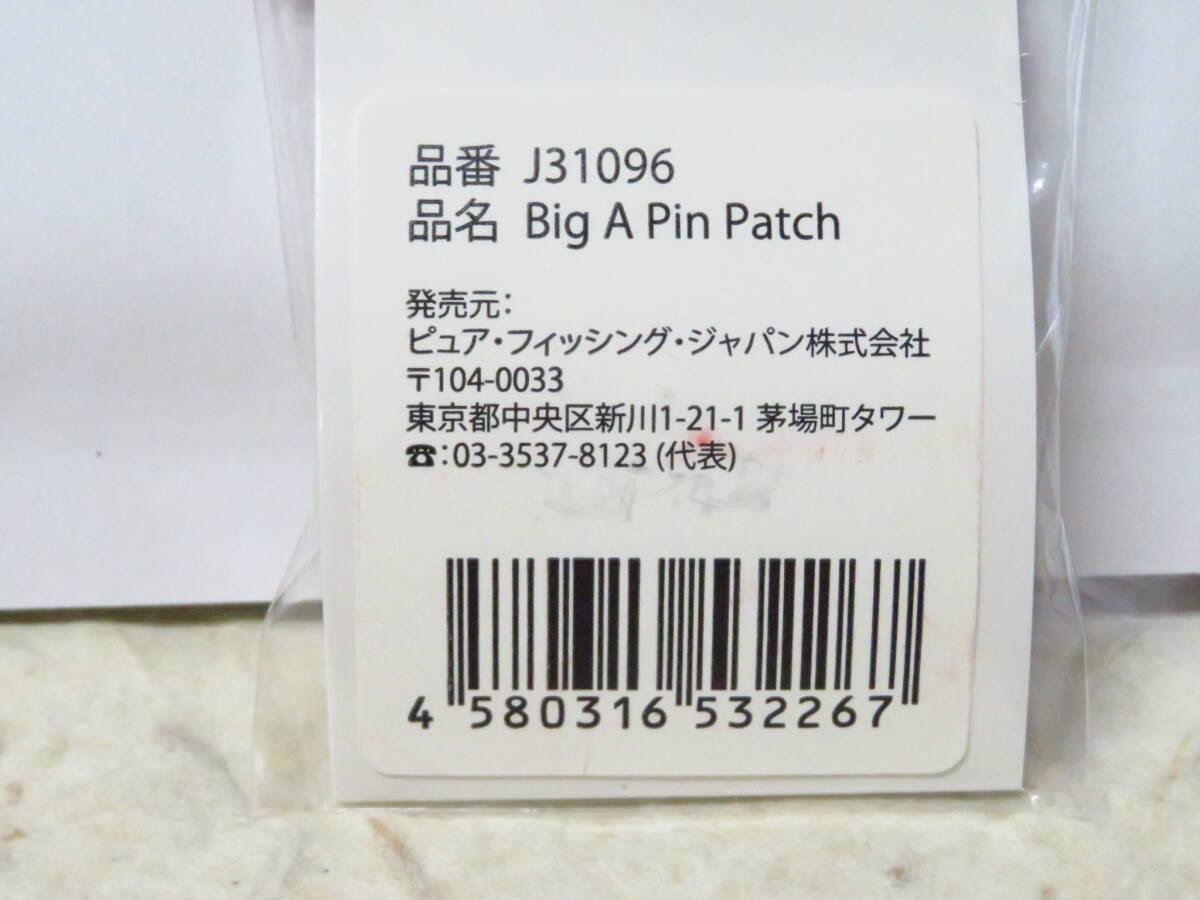 品番 J31096
品名 Big A Pin Patch
発売元：
ピュア・フィッシング・ジャパン株式会社
〒104-0033
東京都中央区新川1-21-1 茅場町タワー
☎：03-3537-8123 (代表)
4 580316 532267